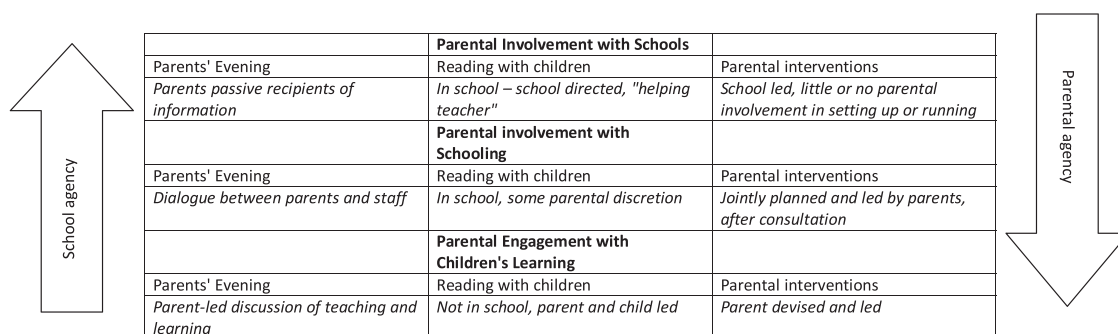 School agency
Parental Involvement with Schools
Parents' Evening
Reading with children
Parental interventions
Parents passive recipients of
information
In school – school directed, "helping
teacher"
School led, little or no parental
involvement in setting up or running
Parental involvement with
Schooling
Parents' Evening
Reading with children
Parental interventions
Dialogue between parents and staff
In school, some parental discretion
Jointly planned and led by parents,
after consultation
Parental Engagement with
Children's Learning
Parents' Evening
Reading with children
Parental interventions
Parent-led discussion of teaching and
learning
Not in school, parent and child led
Parent devised and led
Parental agency